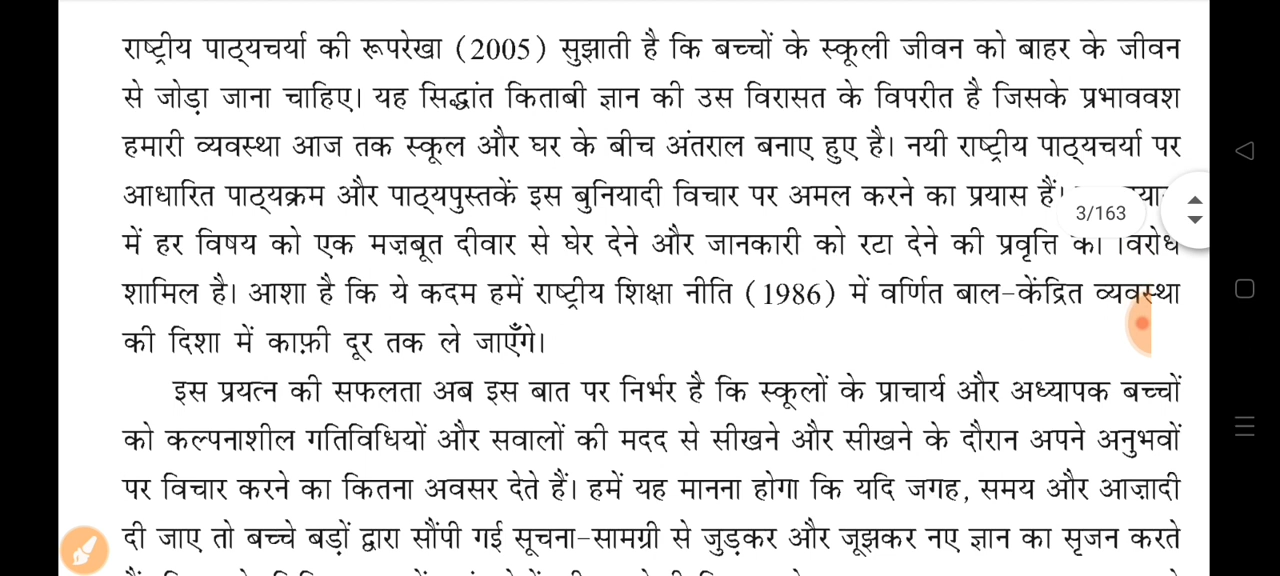 राष्ट्रीय पाठ्यचर्या की रूपरेखा (2005) सुझाती है कि बच्चों के स्कूली जीवन को बाहर के जीवन
से जोड़ा जाना चाहिए। यह सिद्धांत किताबी ज्ञान की उस विरासत के विपरीत है जिसके प्रभाववश
हमारी व्यवस्था आज तक स्कूल और घर के बीच अंतराल बनाए हुए है। नयी राष्ट्रीय पाठ्यचर्या पर
आधारित पाठ्यक्रम और पाठ्यपुस्तकें इस बुनियादी विचार पर अमल करने का प्रयास हैं।
3/163
में हर विषय को एक मज़बूत दीवार से घेर देने और जानकारी को रटा देने की प्रवृत्ति का विरोध
शामिल है। आशा है कि ये कदम हमें राष्ट्रीय शिक्षा नीति (1986) में वर्णित बाल-केंद्रित व्यवस्था
की दिशा में काफ़ी दूर तक ले जाएँगे।
इस प्रयत्न की सफलता अब इस बात पर निर्भर है कि स्कूलों के प्राचार्य और अध्यापक बच्चों
को कल्पनाशील गतिविधियों और सवालों की मदद से सीखने और सीखने के दौरान अपने अनुभवों
पर विचार करने का कितना अवसर देते हैं। हमें यह मानना होगा कि यदि जगह, समय और आज़ादी
दी जाए तो बच्चे बड़ों द्वारा सौंपी गई सूचना-सामग्री से जुड़कर और जूझकर नए ज्ञान का सृजन करते